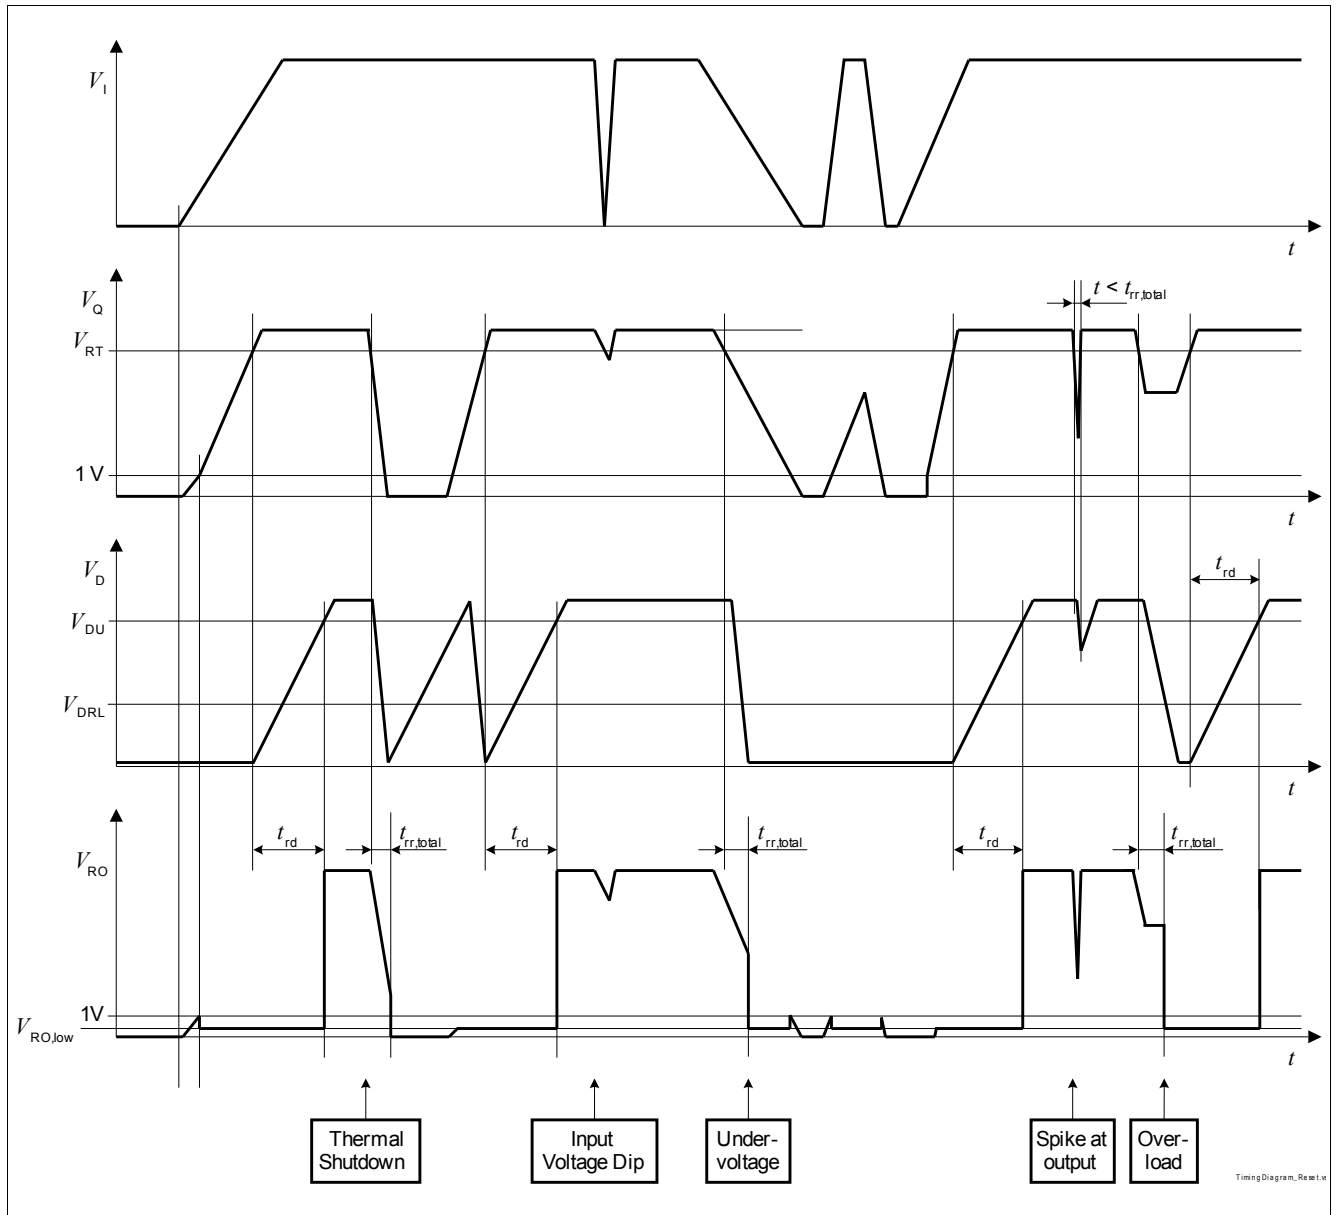 V_I
t
V_Q
t < t_rr,total
V_RT
1 V
t
V_D
t_rd
V_DU
V_DRL
t
t_rd
t_rr,total
t_rd
t_rr,total
t_rd
t_rr,total
V_RO
1V
V_RO,low
t
Thermal
Shutdown
Input
Voltage Dip
Under-
voltage
Spike at
output
Over-
load
TimingDiagram_Reset.vs